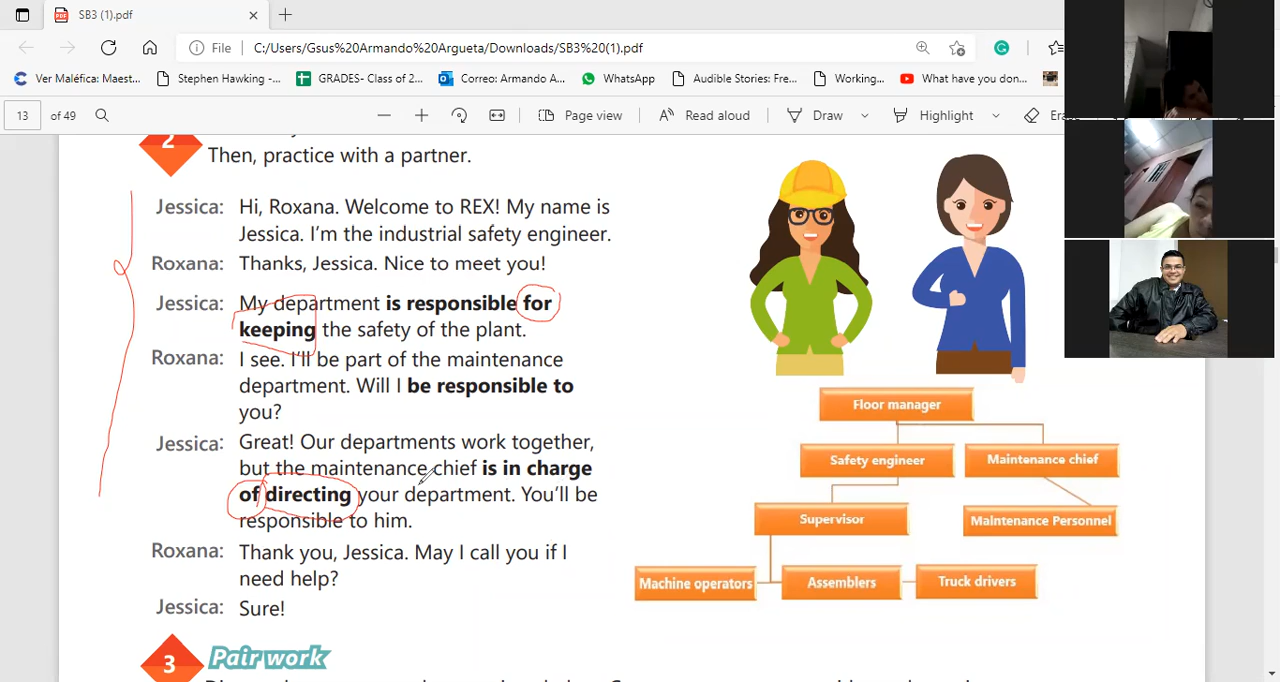 SB3 (1).pdf
File
C:/Users/Gsus%20Armando%20Argueta/Downloads/SB3%20(1).pdf
Ver Maléfica: Maest...
Stephen Hawking -...
GRADES- Class of 2...
Correo: Armando A...
WhatsApp
Audible Stories: Fre...
Working...
What have you don...
13 of 49
Page view
Read aloud
Draw
Highlight
2
Then, practice with a partner.
Jessica: Hi, Roxana. Welcome to REX! My name is
Jessica. I'm the industrial safety engineer.
Roxana: Thanks, Jessica. Nice to meet you!
Jessica: My department is responsible for
keeping the safety of the plant.
Roxana: I see. I'll be part of the maintenance
department. Will I be responsible to
you?
Jessica: Great! Our departments work together,
but the maintenance chief is in charge
of directing your department. You'll be
responsible to him.
Roxana: Thank you, Jessica. May I call you if I
need help?
Jessica: Sure!
Floor manager
Safety engineer
Maintenance chief
Supervisor
Maintenance Personnel
Machine operators
Assemblers
Truck drivers
3
Pair work